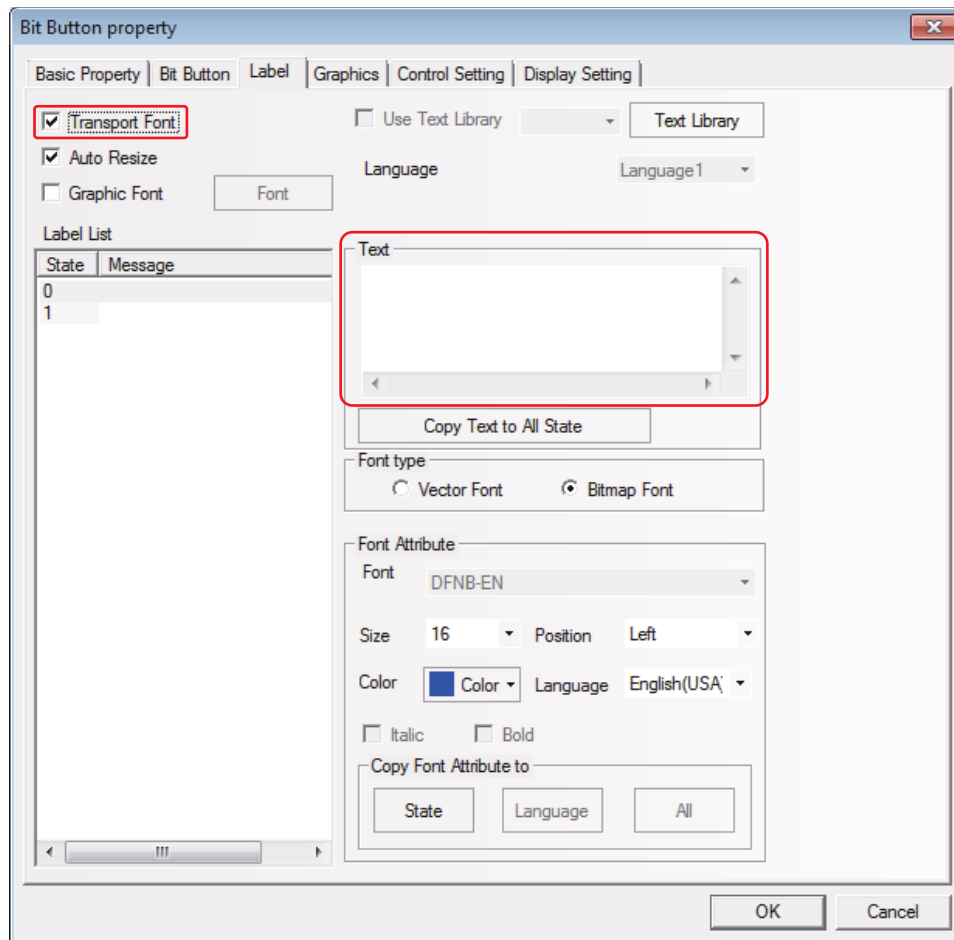 Bit Button property
Basic Property Bit Button Label Graphics Control Setting Display Setting
Transport Font
Use Text Library
Text Library
Auto Resize
Language
Language1
Graphic Font
Font
Label List
State Message
0
1
Text
Copy Text to All State
Font type
Vector Font
Bitmap Font
Font Attribute
Font
DFNB-EN
Size
16
Position
Left
Color
Color
Language
English(USA)
Italic
Bold
Copy Font Attribute to
State
Language
All
OK
Cancel